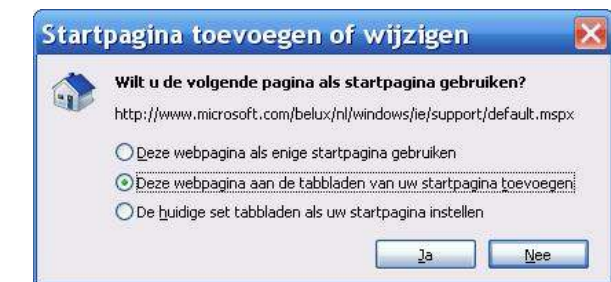 Startpagina toevoegen of wijzigen
Wilt u de volgende pagina als startpagina gebruiken?
http://www.microsoft.com/belux/nl/windows/ie/support/default.mspx
Deze webpagina als enige startpagina gebruiken
Deze webpagina aan de tabbladen van uw startpagina toevoegen
De huidige set tabbladen als uw startpagina instellen
Ja Nee